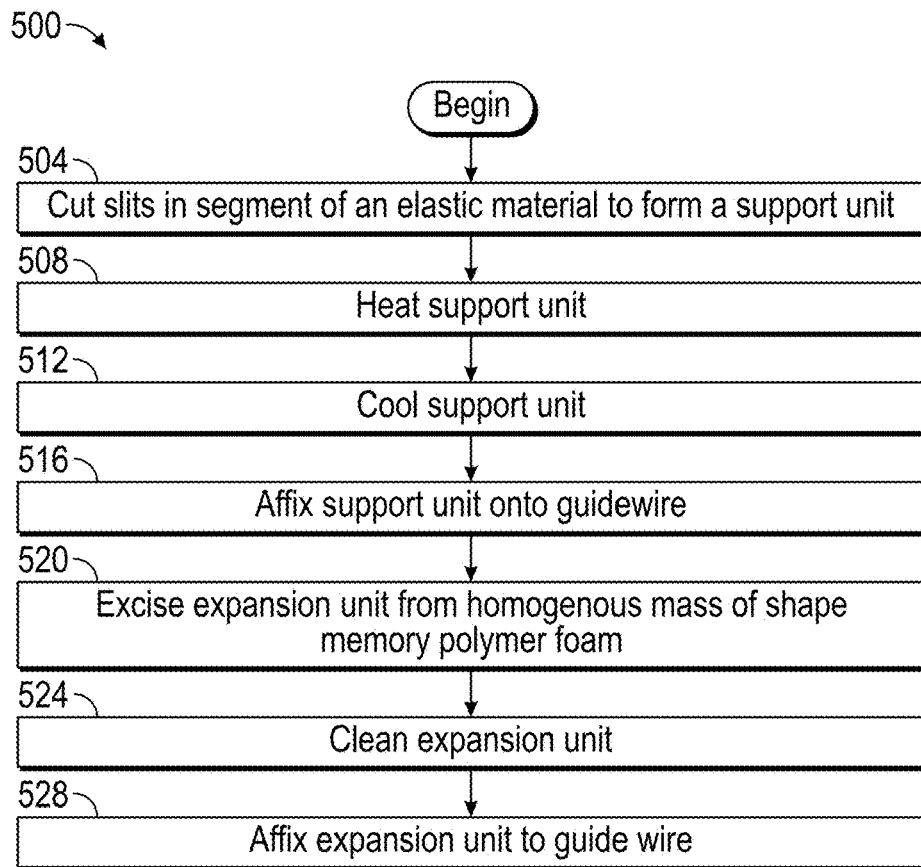 500
Begin
504
Cut slits in segment of an elastic material to form a support unit
508
Heat support unit
512
Cool support unit
516
Affix support unit onto guidewire
520
Excise expansion unit from homogenous mass of shape
memory polymer foam
524
Clean expansion unit
528
Affix expansion unit to guide wire